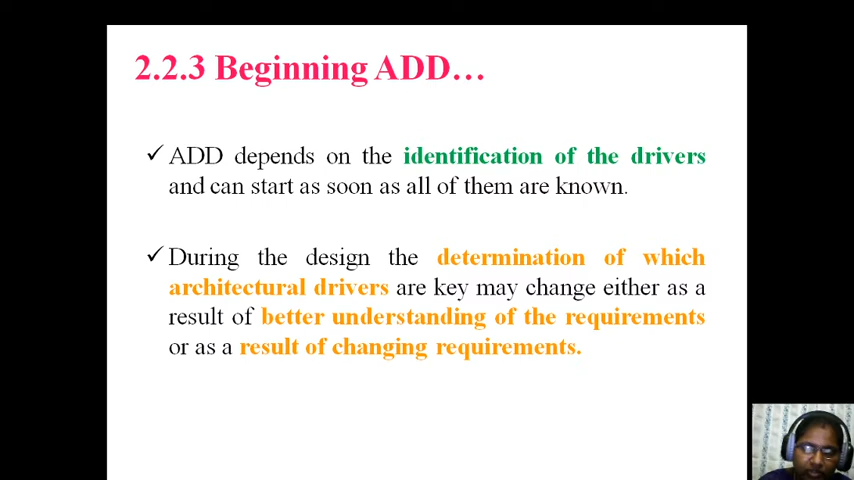 2.2.3 Beginning ADD…
✓ ADD depends on the identification of the drivers
and can start as soon as all of them are known.
✓ During the design the determination of which
architectural drivers are key may change either as a
result of better understanding of the requirements
or as a result of changing requirements.